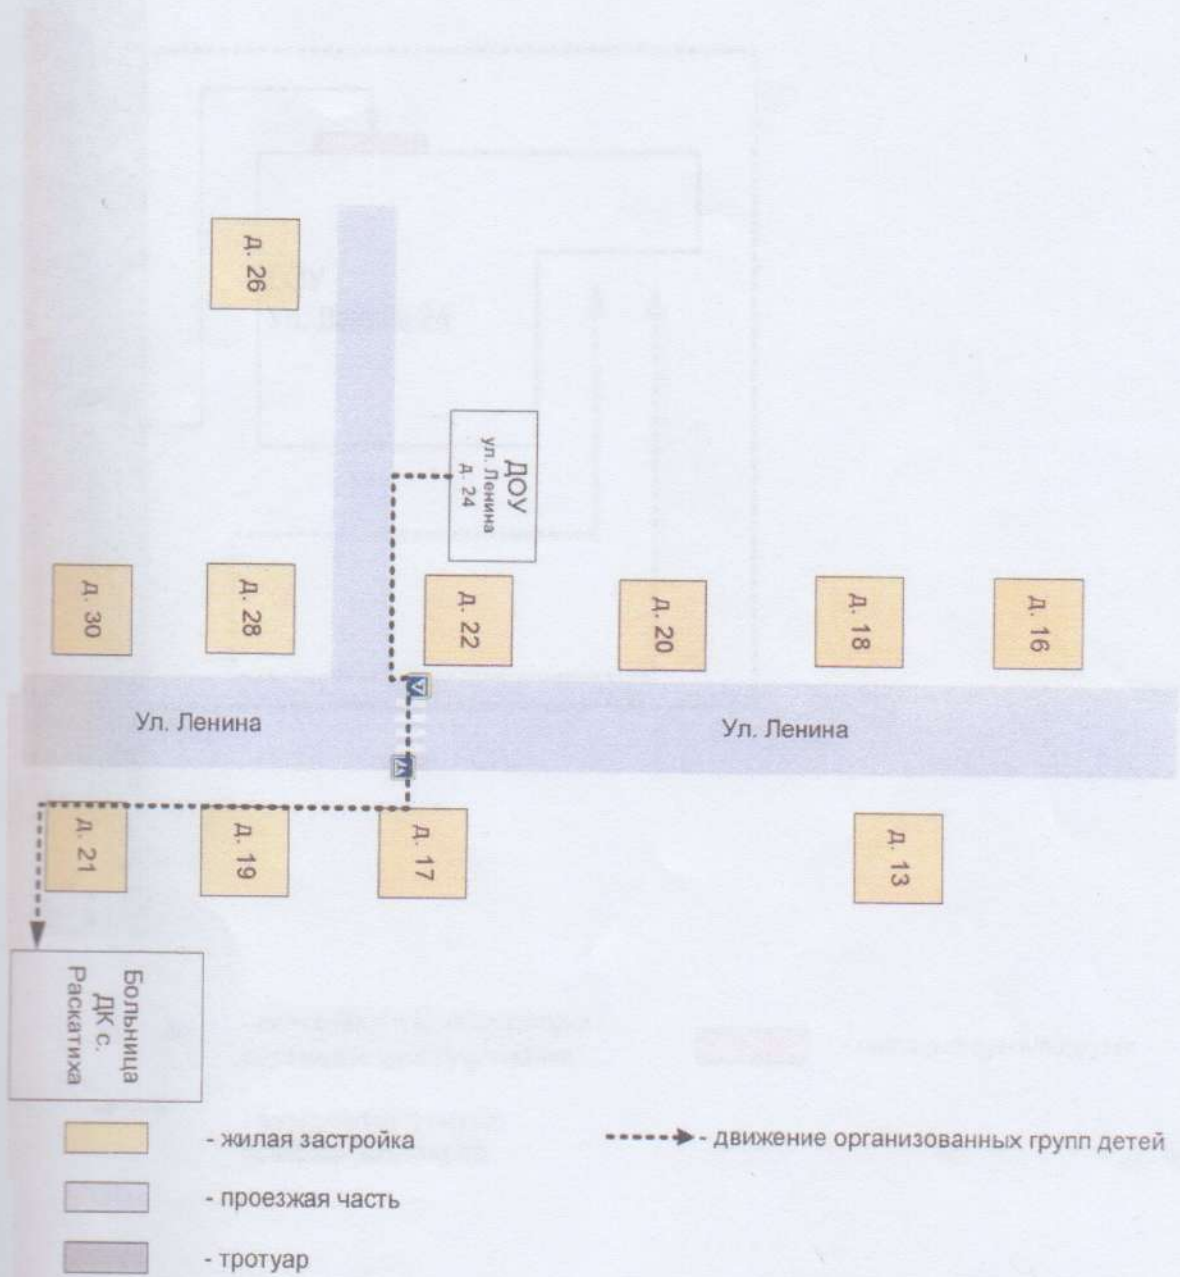 д. 26
ДОУ
ул. Ленина
д. 24
д. 30
д. 28
д. 22
д. 20
д. 18
д. 16
Ул. Ленина
Ул. Ленина
д. 21
д. 19
д. 17
д. 13
Больница
ДК с.
Раскатиха
- жилая застройка
- движение организованных групп детей
- проезжая часть
- тротуар